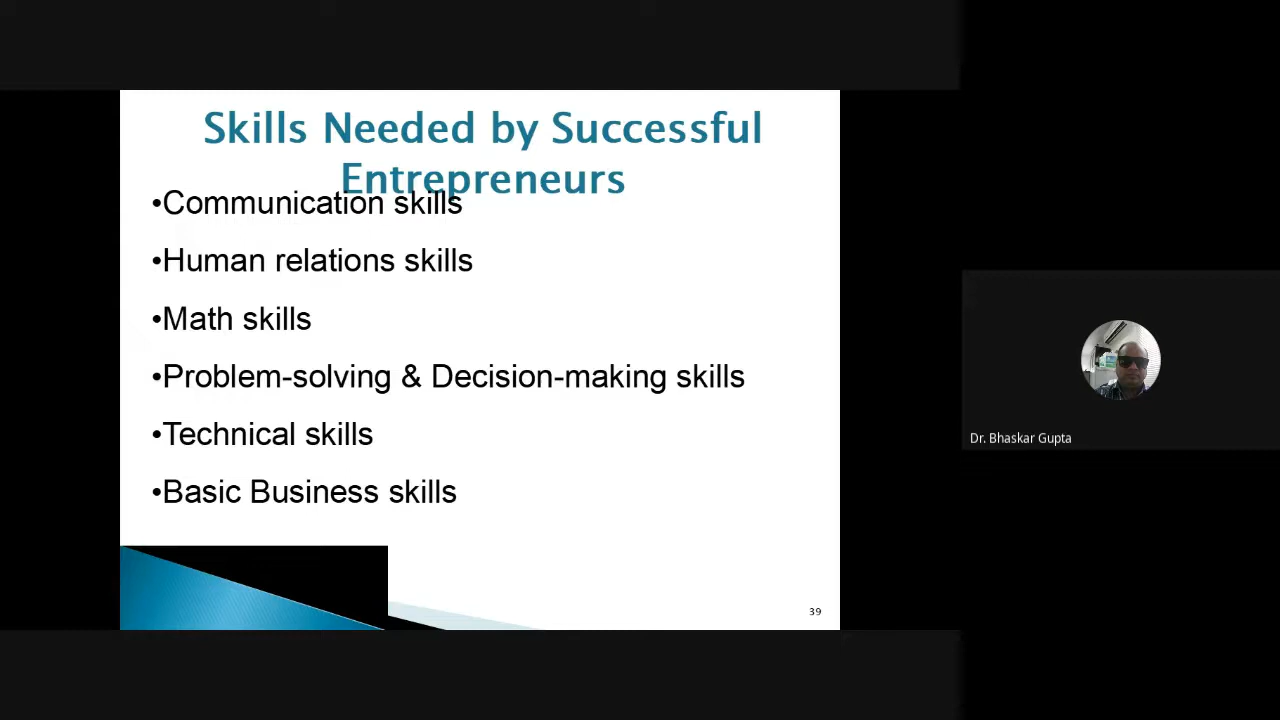 Skills Needed by Successful
Entrepreneurs
•Communication skills
•Human relations skills
•Math skills
•Problem-solving & Decision-making skills
•Technical skills
•Basic Business skills
39
Dr. Bhaskar Gupta